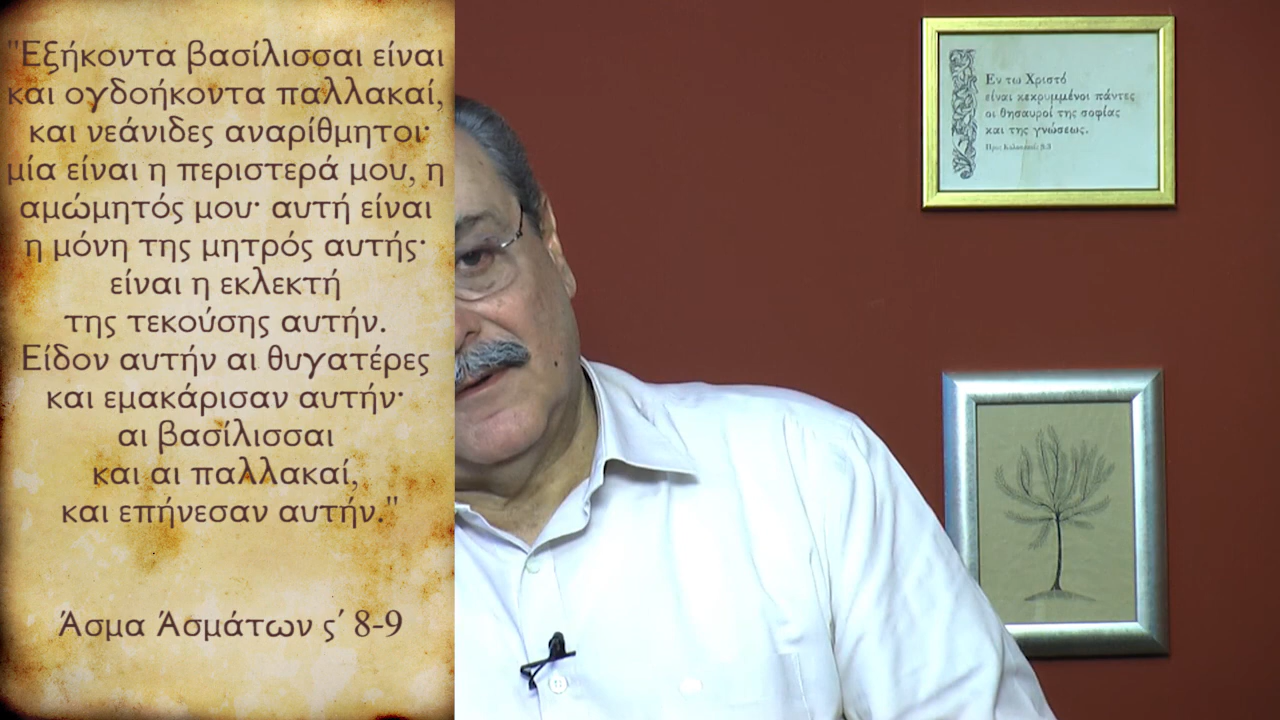 "Εξήκοντα βασίλισσαι είναι
και ογδοήκοντα παλλακαί,
και νεάνιδες αναρίθμητοι·
μία είναι η περιστερά μου, η
αμώμητός μου· αυτή είναι
η μόνη της μητρός αυτής·
είναι η εκλεκτή
της τεκούσης αυτήν.
Είδον αυτήν αι θυγατέρες
και εμακάρισαν αυτήν·
αι βασίλισσαι
και αι παλλακαί,
και επήνεσαν αυτήν."
Άσμα Άσμάτων ς΄ 8-9
Εν τω Χριστό
είναι κεκρυμμένοι πάντες
οι θησαυροί της σοφίας
και της γνώσεως.